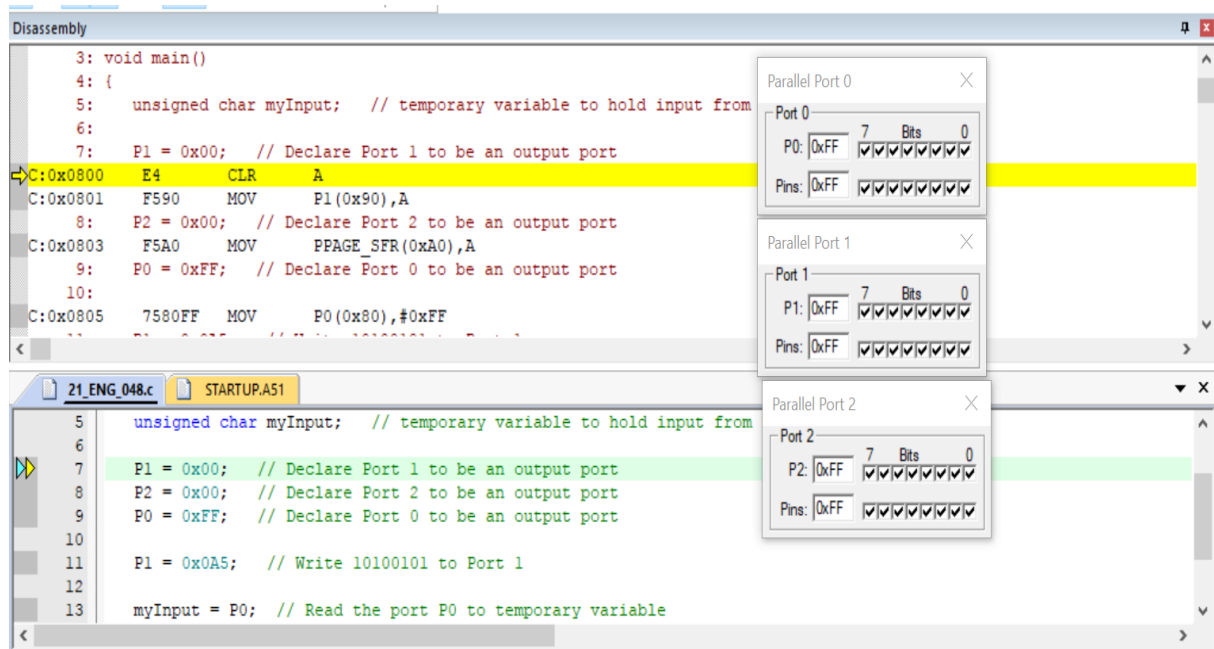 Disassembly
3: void main()
4: {
5: unsigned char myInput; // temporary variable to hold input from
6:
7: P1 = 0x00; // Declare Port 1 to be an output port
C:0x0800 E4 CLR A
C:0x0801 F590 MOV P1(0x90),A
8: P2 = 0x00; // Declare Port 2 to be an output port
C:0x0803 F5A0 MOV PPAGE_SFR(0xA0),A
9: P0 = 0xFF; // Declare Port 0 to be an output port
10:
C:0x0805 7580FF MOV P0(0x80),#0xFF
Parallel Port 0
Port 0
7 Bits 0
P0: 0xFF
Pins: 0xFF
Parallel Port 1
Port 1
7 Bits 0
P1: 0xFF
Pins: 0xFF
Parallel Port 2
Port 2
7 Bits 0
P2: 0xFF
Pins: 0xFF
21_ENG_048.c STARTUP.A51
5 unsigned char myInput; // temporary variable to hold input from
6
7 P1 = 0x00; // Declare Port 1 to be an output port
8 P2 = 0x00; // Declare Port 2 to be an output port
9 P0 = 0xFF; // Declare Port 0 to be an output port
10
11 P1 = 0x0A5; // Write 10100101 to Port 1
12
13 myInput = P0; // Read the port P0 to temporary variable